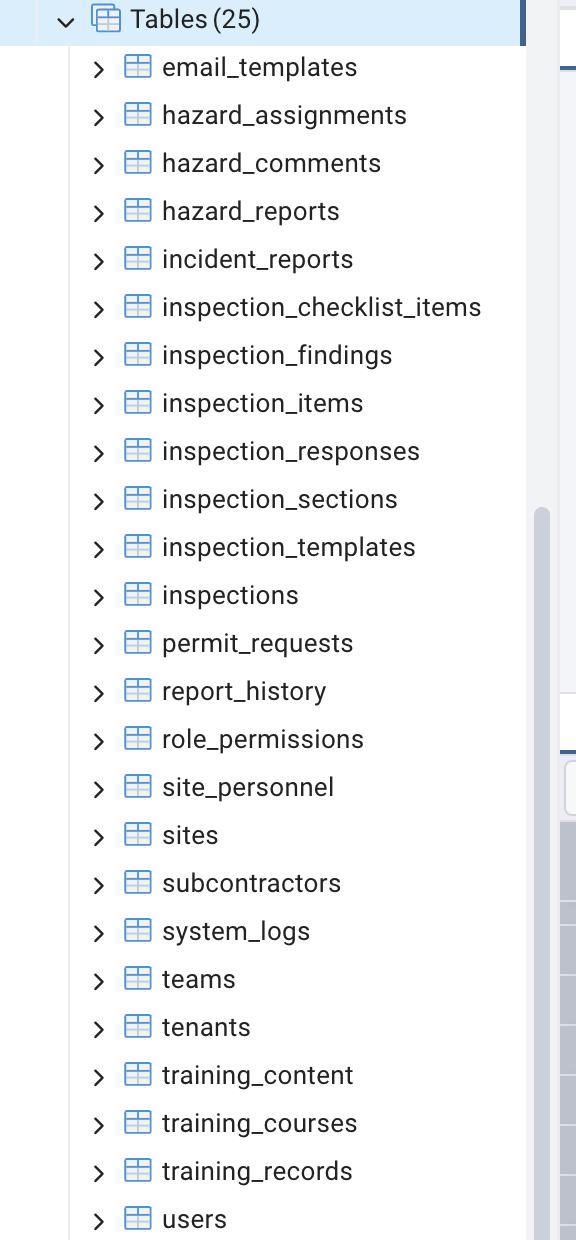 Tables (25)
email_templates
hazard_assignments
hazard_comments
hazard_reports
incident_reports
inspection_checklist_items
inspection_findings
inspection_items
inspection_responses
inspection_sections
inspection_templates
inspections
permit_requests
report_history
role_permissions
site_personnel
sites
subcontractors
system_logs
teams
tenants
training_content
training_courses
training_records
users